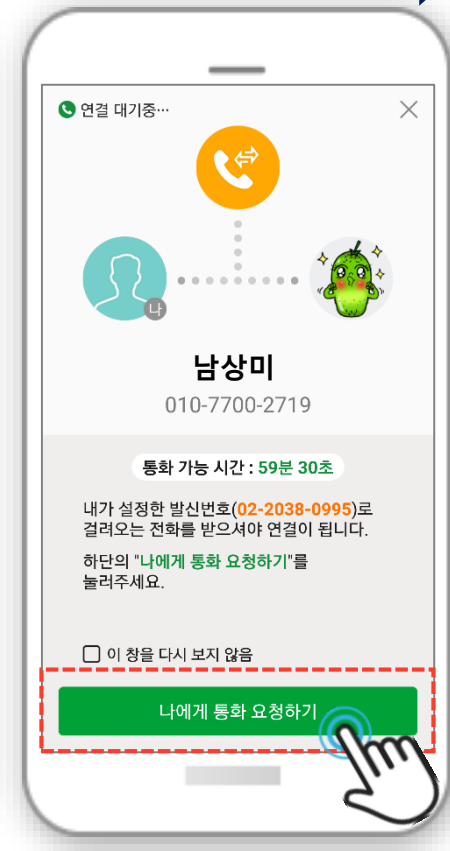 연결 대기중…
나
남상미
010-7700-2719
통화 가능 시간 : 59분 30초
내가 설정한 발신번호(02-2038-0995)로
걸려오는 전화를 받으셔야 연결이 됩니다.
하단의 "나에게 통화 요청하기"를
눌러주세요.
이 창을 다시 보지 않음
나에게 통화 요청하기